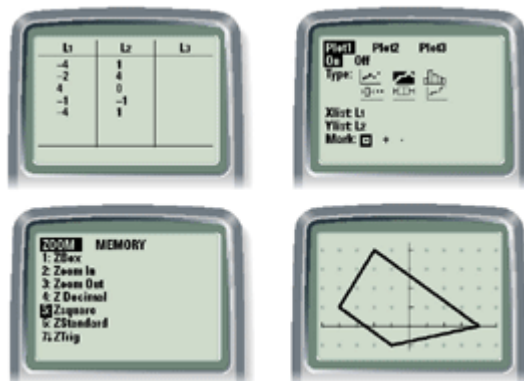 L1 L2 L3
-4 1
-2 4
4 0
-1 -1
-4 1
Plot1 Plot2 Plot3
On Off
Type:
Xlist: L1
Ylist: L2
Mark: + ·
ZOOM MEMORY
1: ZBox
2: Zoom In
3: Zoom Out
4: Z Decimal
5: Zsquare
6: ZStandard
7: ZTrig